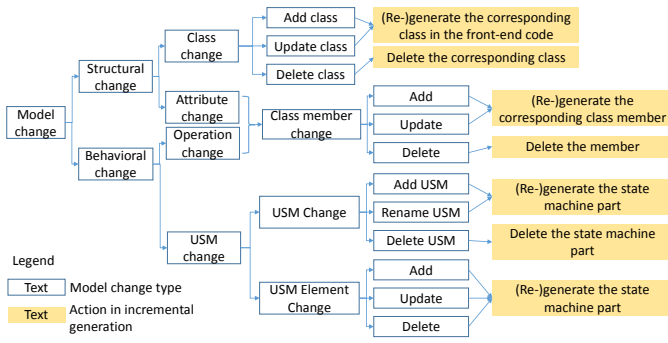 Model
change
Structural
change
Behavioral
change
Class
change
Attribute
change
Operation
change
USM
change
Add class
Update class
Delete class
Class member
change
USM Change
USM Element
Change
Add
Update
Delete
Add USM
Rename USM
Delete USM
Add
Update
Delete
(Re-)generate the corresponding
class in the front-end code
Delete the corresponding class
(Re-)generate the
corresponding class member
Delete the member
(Re-)generate the state
machine part
Delete the state machine
part
(Re-)generate the state
machine part
Legend
Text
Model change type
Text
Action in incremental
generation